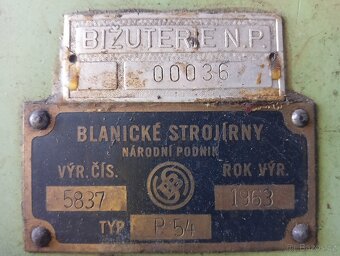 BIŽUTERIE N.P.
00036
BLANICKÉ STROJÍRNY
NÁRODNÍ PODNIK
VÝR. ČÍS. ROK VÝR.
5837 1963
TYP P 54